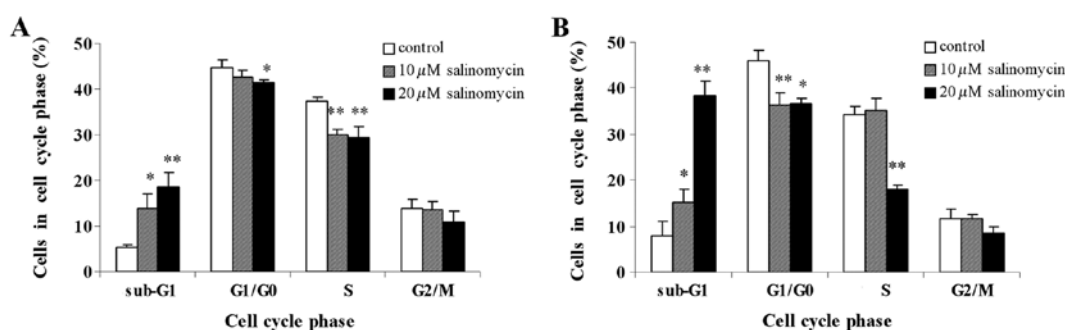 A
Cells in cell cycle phase (%)
50
40
30
20
10
0
control
10 µM salinomycin
20 µM salinomycin
*
**
*
**
**
sub-G1
G1/G0
S
G2/M
Cell cycle phase
B
Cells in cell cycle phase (%)
50
40
30
20
10
0
control
10 µM salinomycin
20 µM salinomycin
*
**
**
*
**
sub-G1
G1/G0
S
G2/M
Cell cycle phase